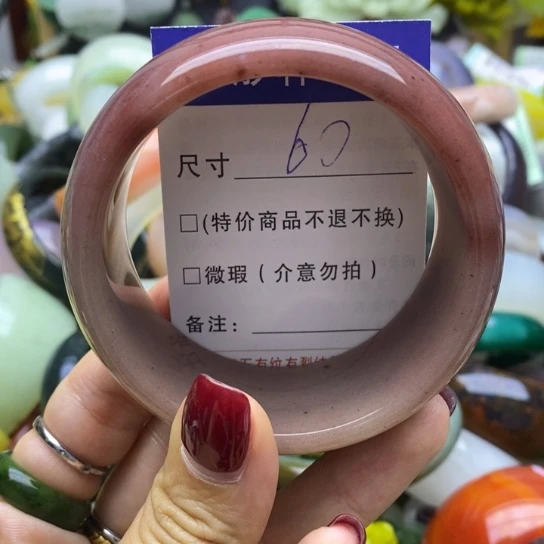 尺寸 60
□(特价商品不退不换)
□微瑕(介意勿拍)
备注: